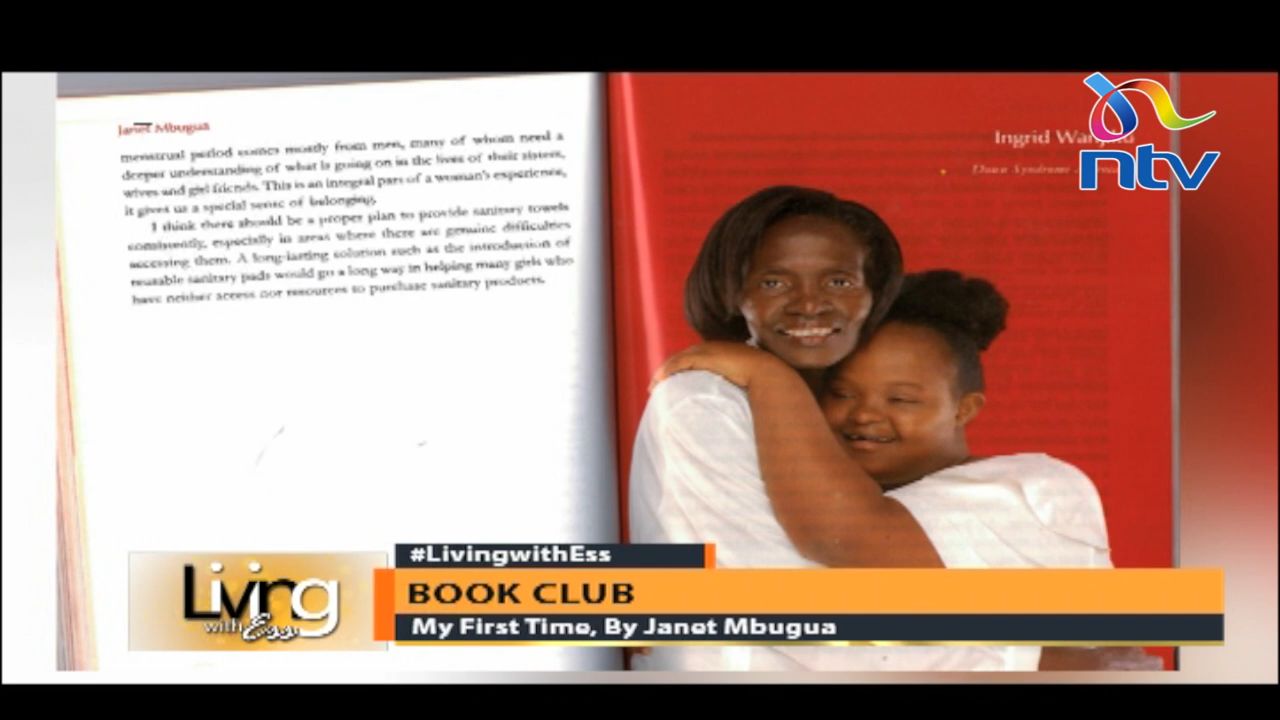 Janet Mbugua
menstrual period comes mostly from men, many of whom need a
deeper understanding of what is going on in the lives of their sisters,
wives and girl friends. This is an integral part of a woman's experience,
it gives us a special sense of belonging.
I think there should be a proper plan to provide sanitary towels
consistently, especially in areas where there are genuine difficulties
accessing them. A long-lasting solution such as the introduction of
reusable sanitary pads would go a long way in helping many girls who
have neither access nor resources to purchase sanitary products.
Ingrid
Down Syndrome
ntv
Living
with Ess
#LivingwithEss
BOOK CLUB
My First Time, By Janet Mbugua